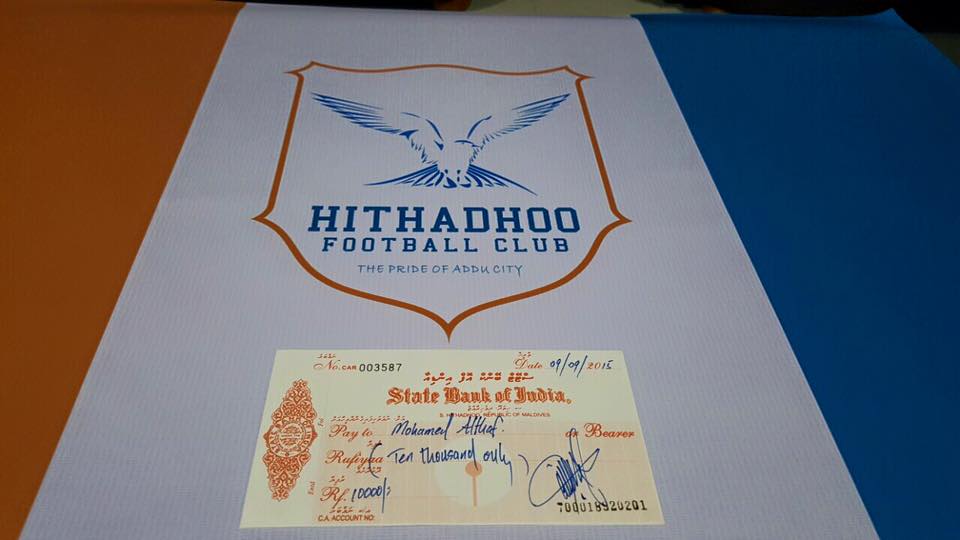 HITHADHOO
FOOTBALL CLUB
THE PRIDE OF ADDU CITY
No. CAR 003587
Date 09/09/2015
ސްޓޭޓް ބޭންކް އޮފް އިންޑިއާ
State Bank of India,
S. HITHADHOO, REPUBLIC OF MALDIVES
Pay to Mohamed Althaf. or Bearer
Rufiyaa (Ten thousand only)
Rf. 10000/-
700018920201
C.A. ACCOUNT NO: